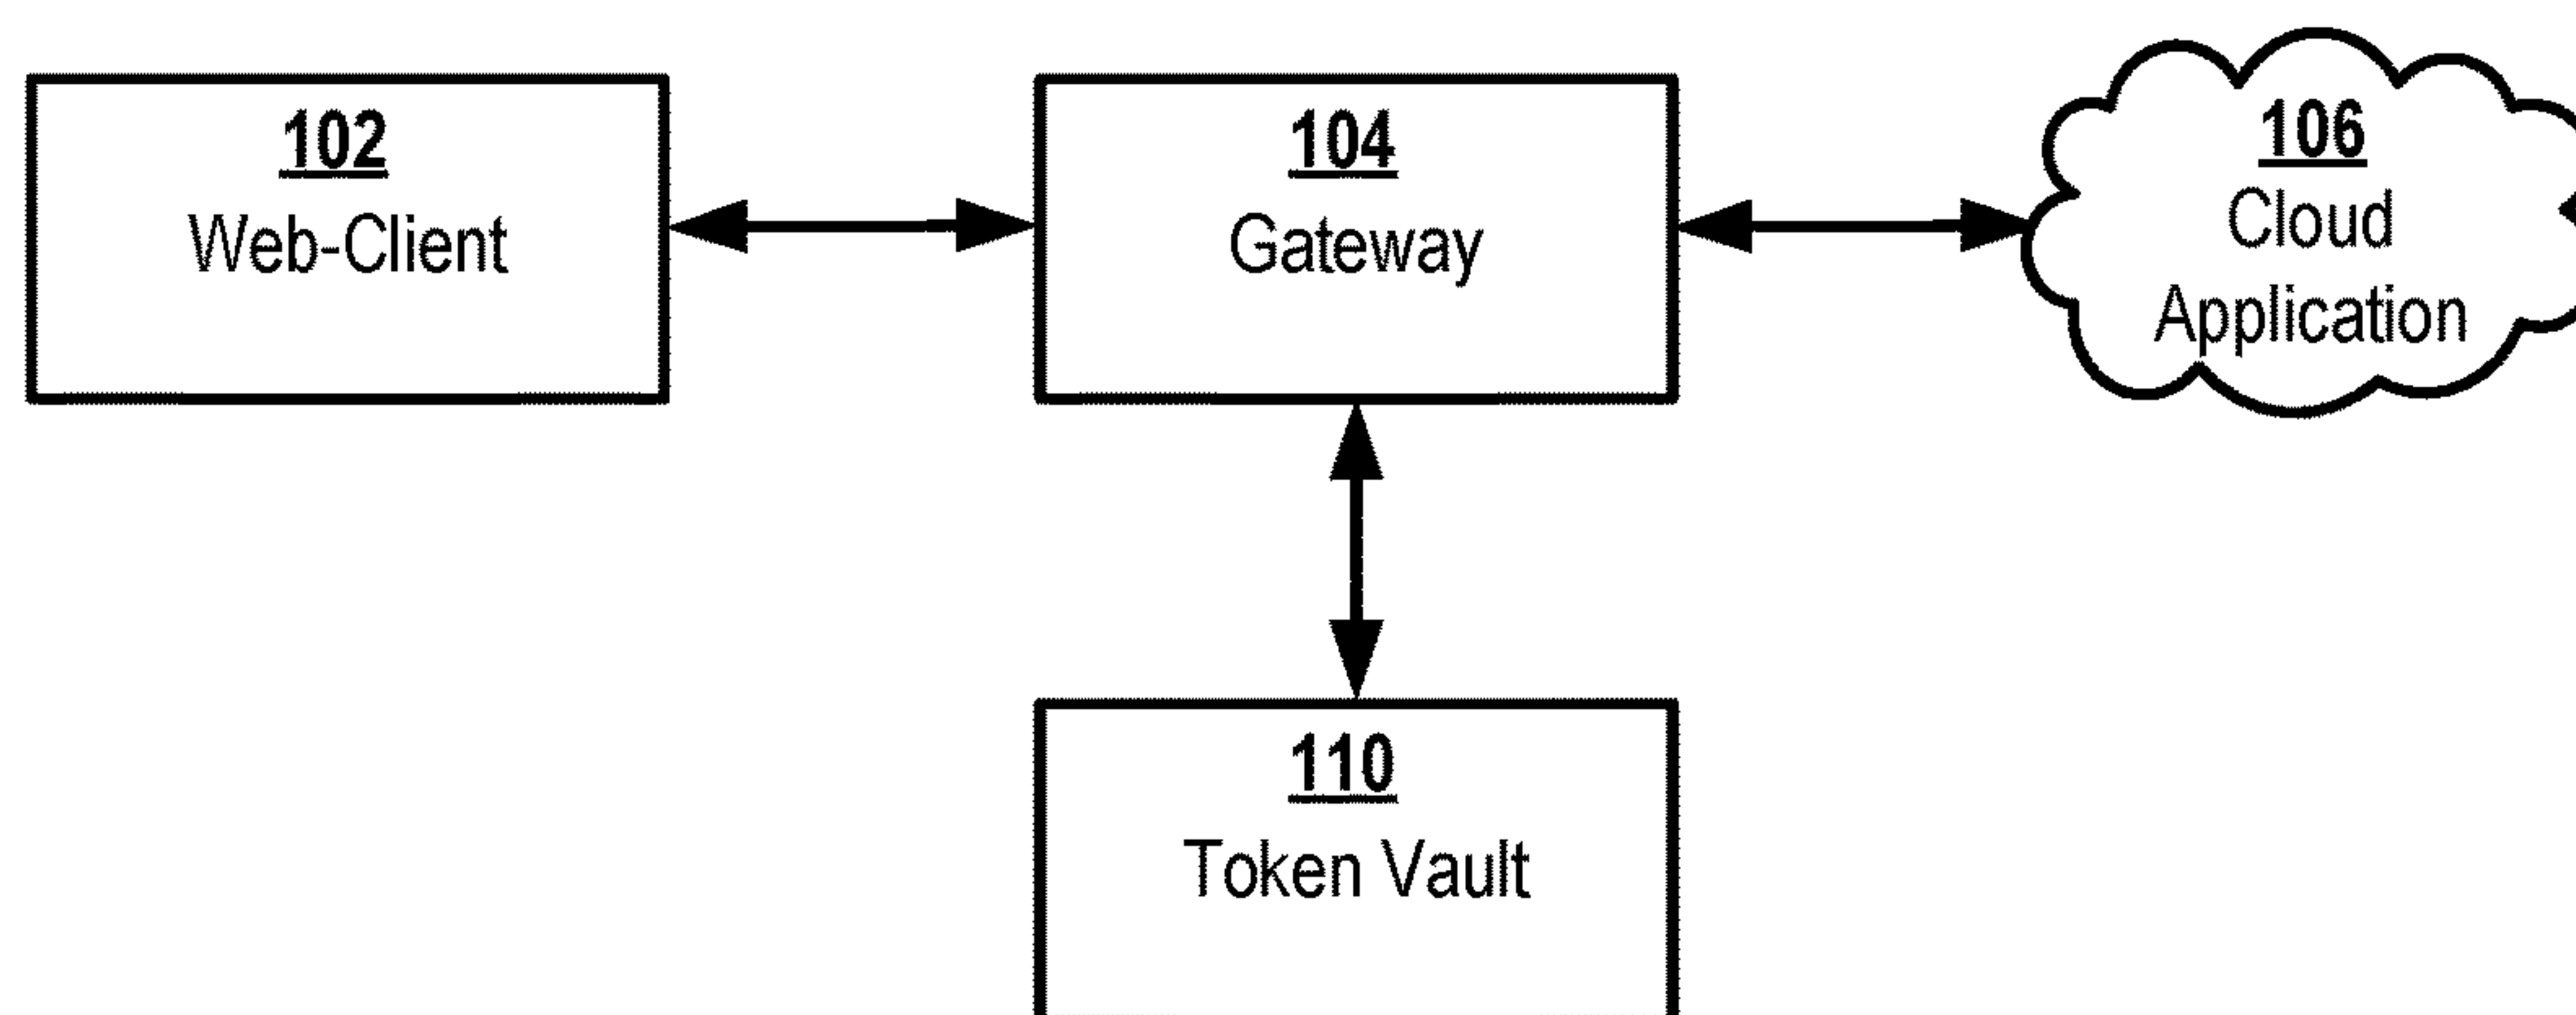 102
Web-Client
104
Gateway
106
Cloud
Application
110
Token Vault